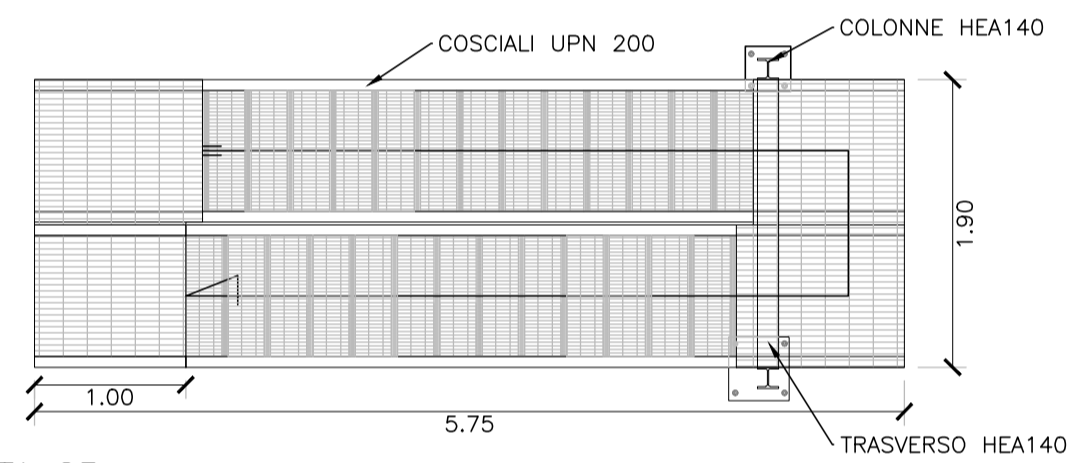 COLONNE HEA140
COSCIALI UPN 200
1.90
1.00
5.75
TRASVERSO HEA140